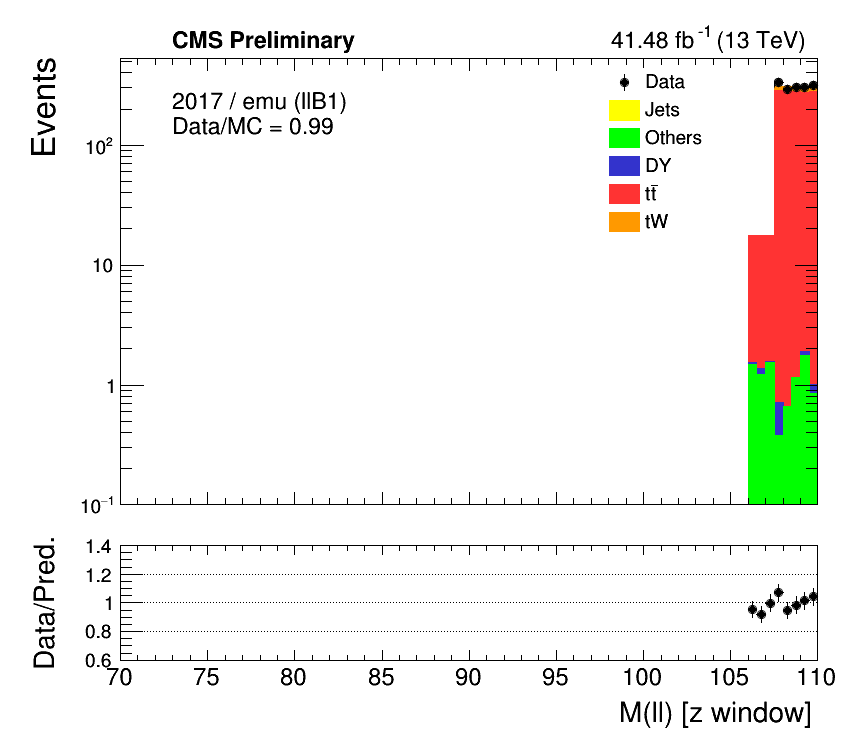 CMS Preliminary
41.48 fb⁻¹ (13 TeV)
Events
2017 / emu (llB1)
Data/MC = 0.99
Data
Jets
Others
DY
tt̄
tW
10²
10
1
10⁻¹
Data/Pred.
1.4
1.2
1
0.8
0.6
70 75 80 85 90 95 100 105 110
M(ll) [z window]